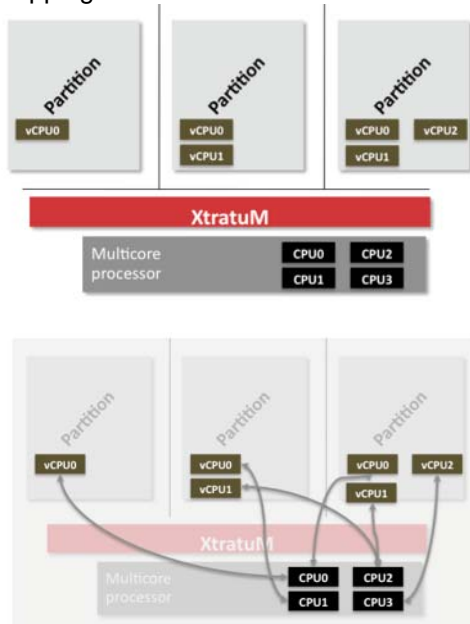 Partition
Partition
Partition
vCPU0
vCPU0
vCPU0
vCPU2
vCPU1
vCPU1
XtratuM
Multicore
processor
CPU0
CPU2
CPU1
CPU3
Partition
Partition
Partition
vCPU0
vCPU0
vCPU0
vCPU2
vCPU1
vCPU1
XtratuM
Multicore
processor
CPU0
CPU2
CPU1
CPU3